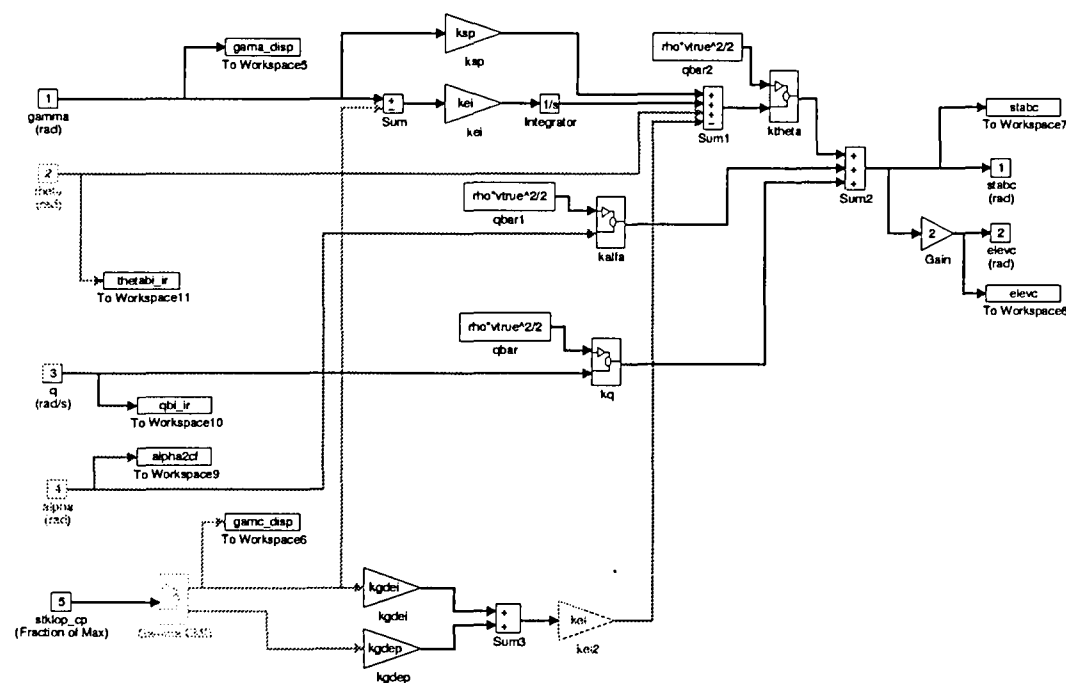 gama_disp
To Workspace5
ksp
ksp
rho*vtrue^2/2
qbar2
1
gamma
(rad)
+
-
Sum
kei
kei
1/s
Integrator
+
+
+
-
Sum1
ktheta
stabc
To Workspace7
2
theta
(rad)
+
+
+
Sum2
1
stabc
(rad)
rho*vtrue^2/2
qbar1
kalfa
2
Gain
2
elevc
(rad)
thetabi_ir
To Workspace11
elevc
rho*vtrue^2/2
qbar
kq
3
q
(rad/s)
qbi_ir
To Workspace10
alpha2cf
To Workspace9
4
alpha
(rad)
gamc_disp
To Workspace6
5
stklop_cp
(Fraction of Max)
kgdei
kgdei
+
+
Sum3
kei
kei2
kgdep
kgdep